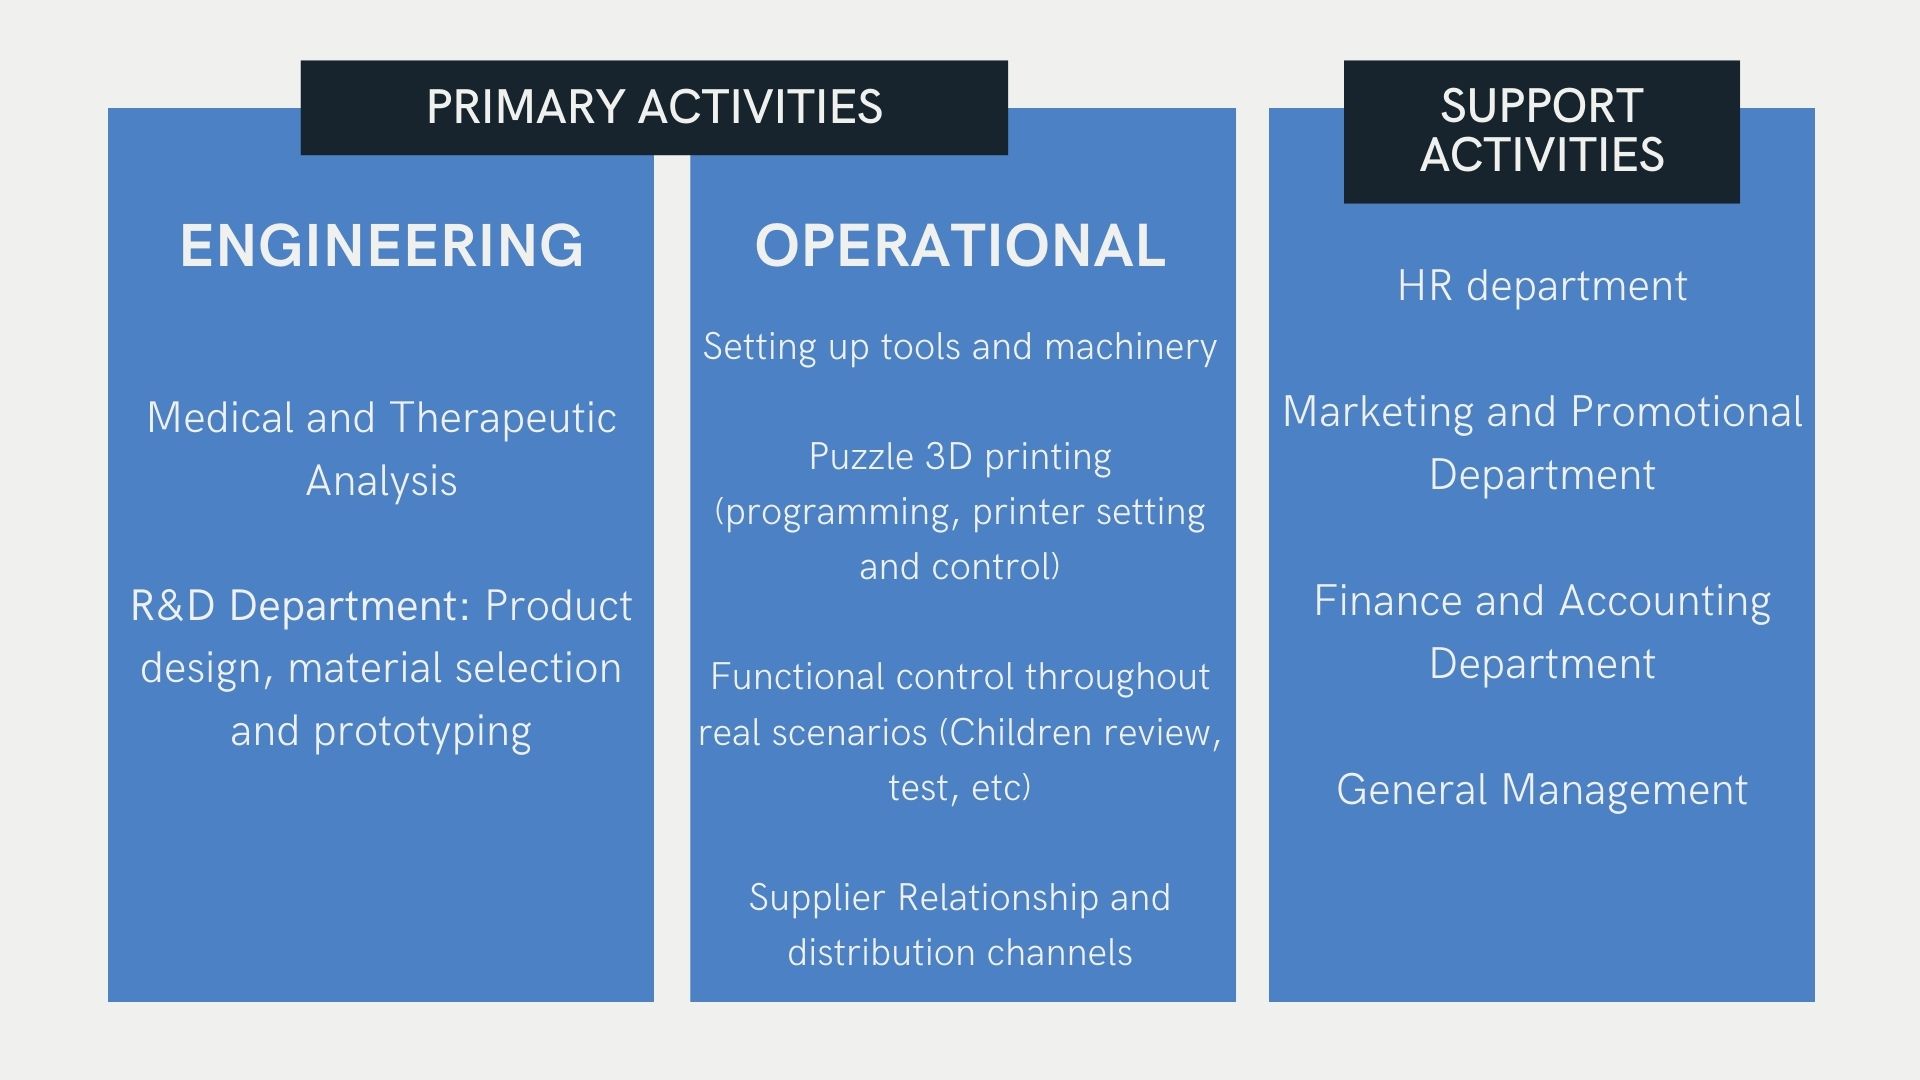 PRIMARY ACTIVITIES
ENGINEERING
Medical and Therapeutic
Analysis
R&D Department: Product
design, material selection
and prototyping
OPERATIONAL
Setting up tools and machinery
Puzzle 3D printing
(programming, printer setting
and control)
Functional control throughout
real scenarios (Children review,
test, etc)
Supplier Relationship and
distribution channels
SUPPORT
ACTIVITIES
HR department
Marketing and Promotional
Department
Finance and Accounting
Department
General Management